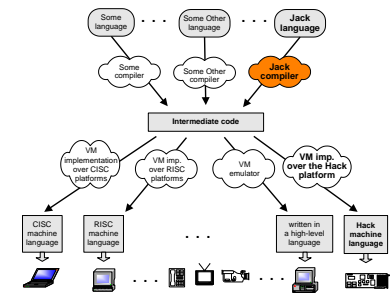 Some
language
. . .
Some Other
language
. . .
Jack
language
Some
compiler
Some Other
compiler
Jack
compiler
Intermediate code
VM
implementation
over CISC
platforms
VM imp.
over RISC
platforms
VM
emulator
VM imp.
over the Hack
platform
CISC
machine
language
RISC
machine
language
. . .
written in
a high-level
language
Hack
machine
language
. . .
. . .